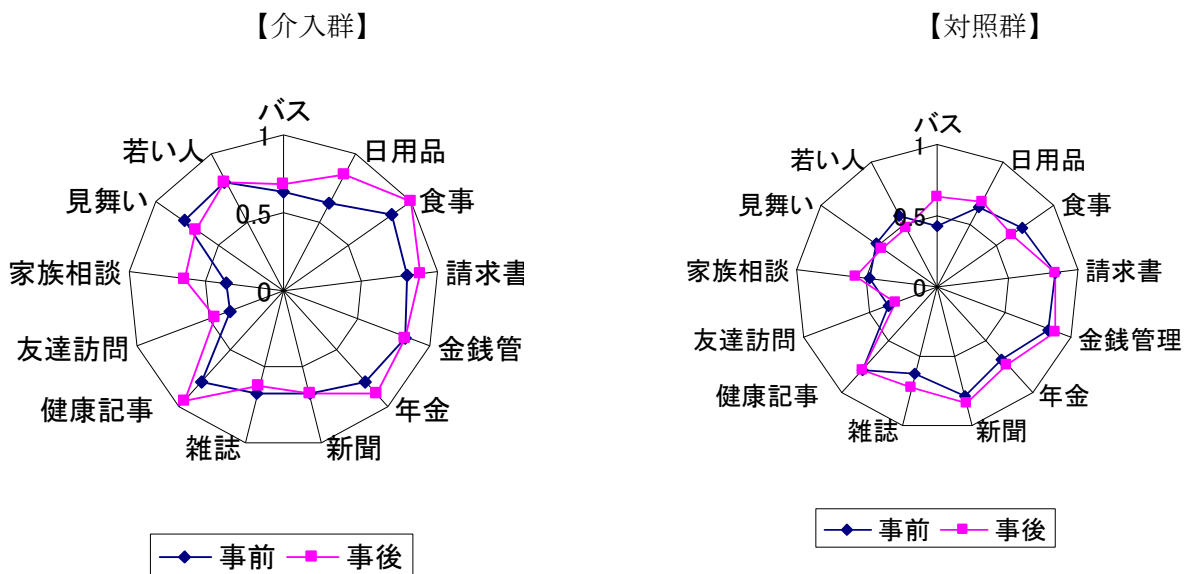 【介入群】
バス
1
日用品
若い人
食事
見舞い
0.5
請求書
家族相談
0
金銭管
友達訪問
年金
健康記事
新聞
雑誌
事前
事後
【対照群】
バス
1
日用品
若い人
食事
見舞い
0.5
請求書
家族相談
0
金銭管理
友達訪問
年金
健康記事
新聞
雑誌
事前
事後